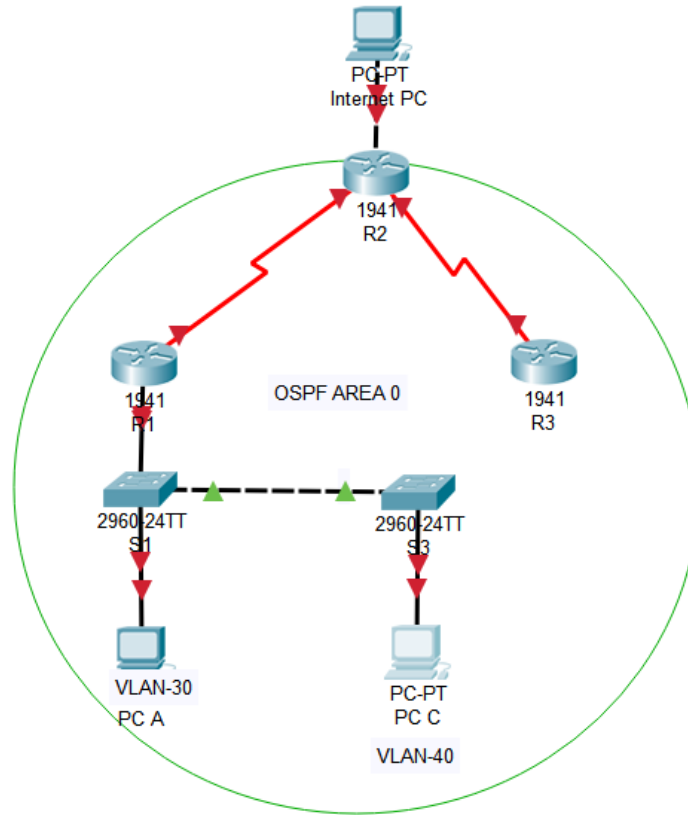 PC-PT
Internet PC
1941
R2
1941
R1
OSPF AREA 0
1941
R3
2960-24TT
S1
2960-24TT
S3
VLAN-30
PC A
PC-PT
PC C
VLAN-40